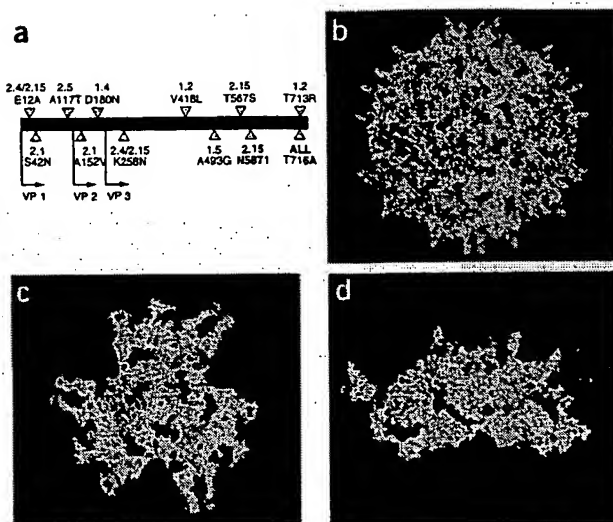 a
2.4/2.15 2.5 1.4 1.2 2.15 1.2
E12A A117T D180N V418L T567S T713R
2.1 2.1 2.4/2.15 1.5 2.15 ALL
S42N A152V K258N A493G N587I T716A
VP 1 VP 2 VP 3
b
c
d